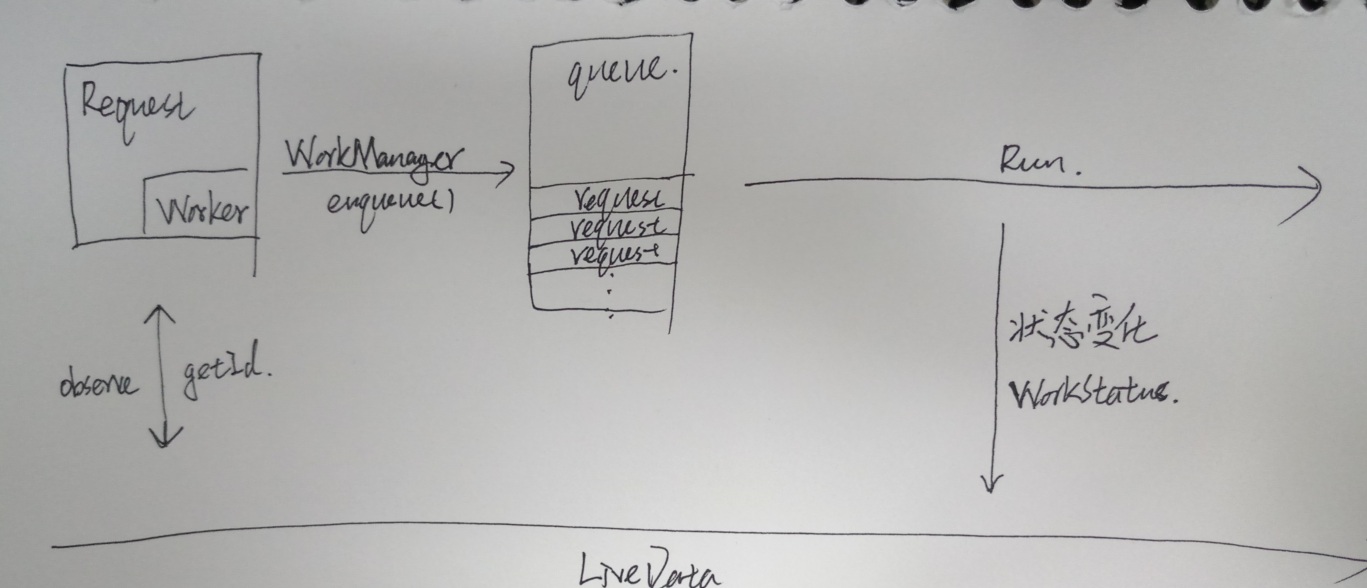 Request
Worker
WorkManager
enqueue()
queue.
request
request
request
Run.
observe
getId.
状态变化
WorkStatus.
LiveData